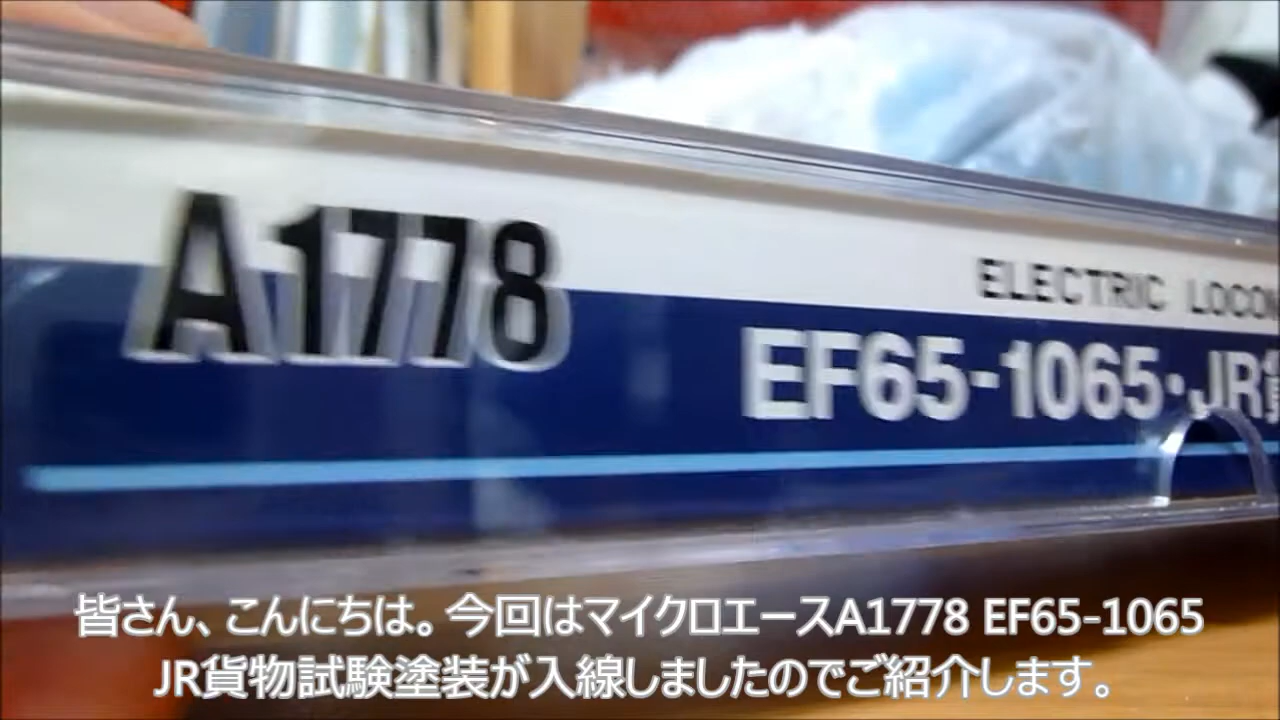 A1778
ELECTRIC
EF65-1065・JR
皆さん、こんにちは。今回はマイクロエースA1778 EF65-1065
JR貨物試験塗装が入線しましたのでご紹介します。